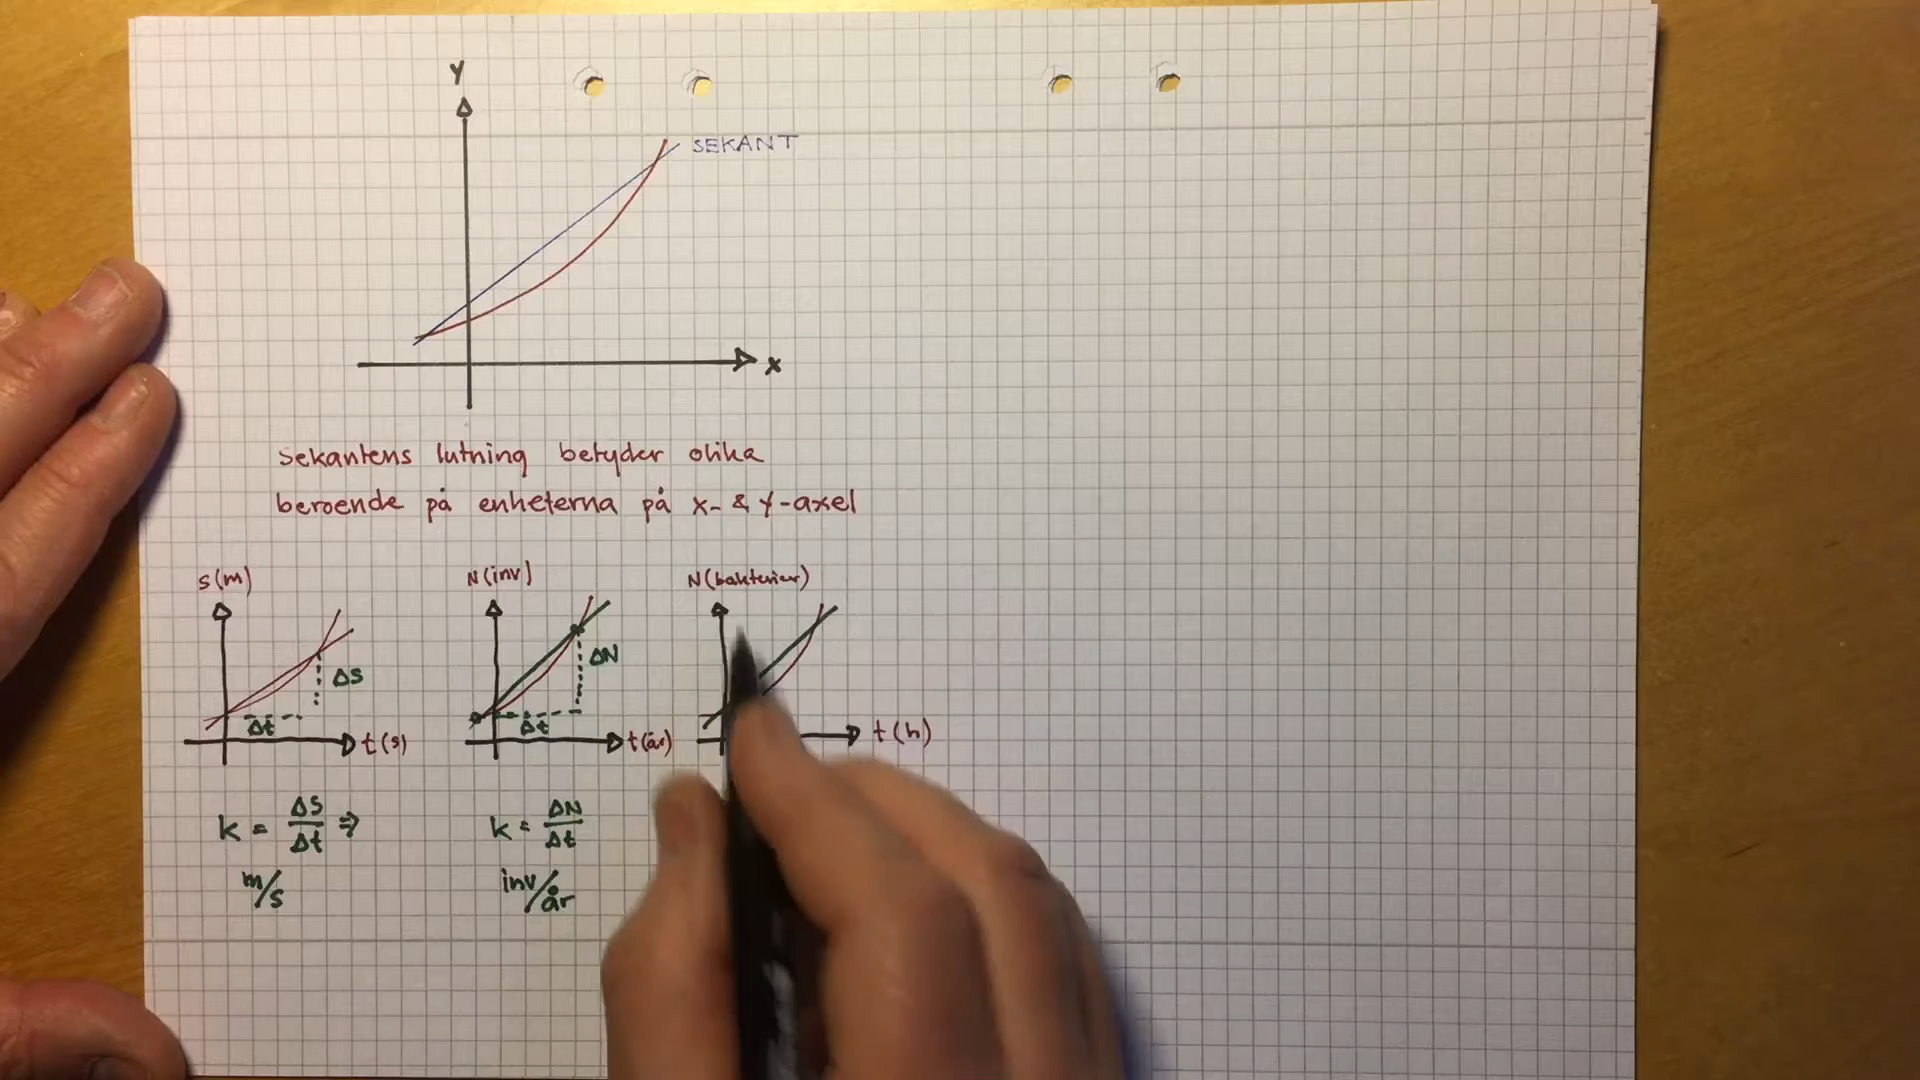 Y
SEKANT
x
Sekantens lutning betyder olika
beroende på enheterna på x- & y-axel
S(m)
ΔS
Δt
t(s)
k = ΔS/Δt ⇒
m/s
N(inv)
ΔN
Δt
t(år)
k = ΔN/Δt
inv/år
N(bakterier)
t(h)